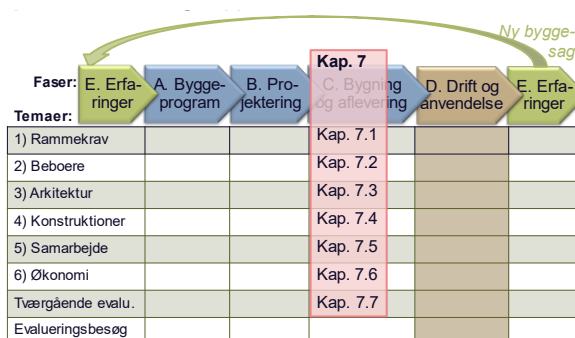 Ny bygge-
sag
Kap. 7
Faser:
E. Erfa-
ringer
A. Bygge-
program
B. Pro-
jektering
C. Bygning
og aflevering
D. Drift og
anvendelse
E. Erfa-
ringer
Temaer:
1) Rammekrav Kap. 7.1
2) Beboere Kap. 7.2
3) Arkitektur Kap. 7.3
4) Konstruktioner Kap. 7.4
5) Samarbejde Kap. 7.5
6) Økonomi Kap. 7.6
Tværgående evalu. Kap. 7.7
Evalueringsbesøg